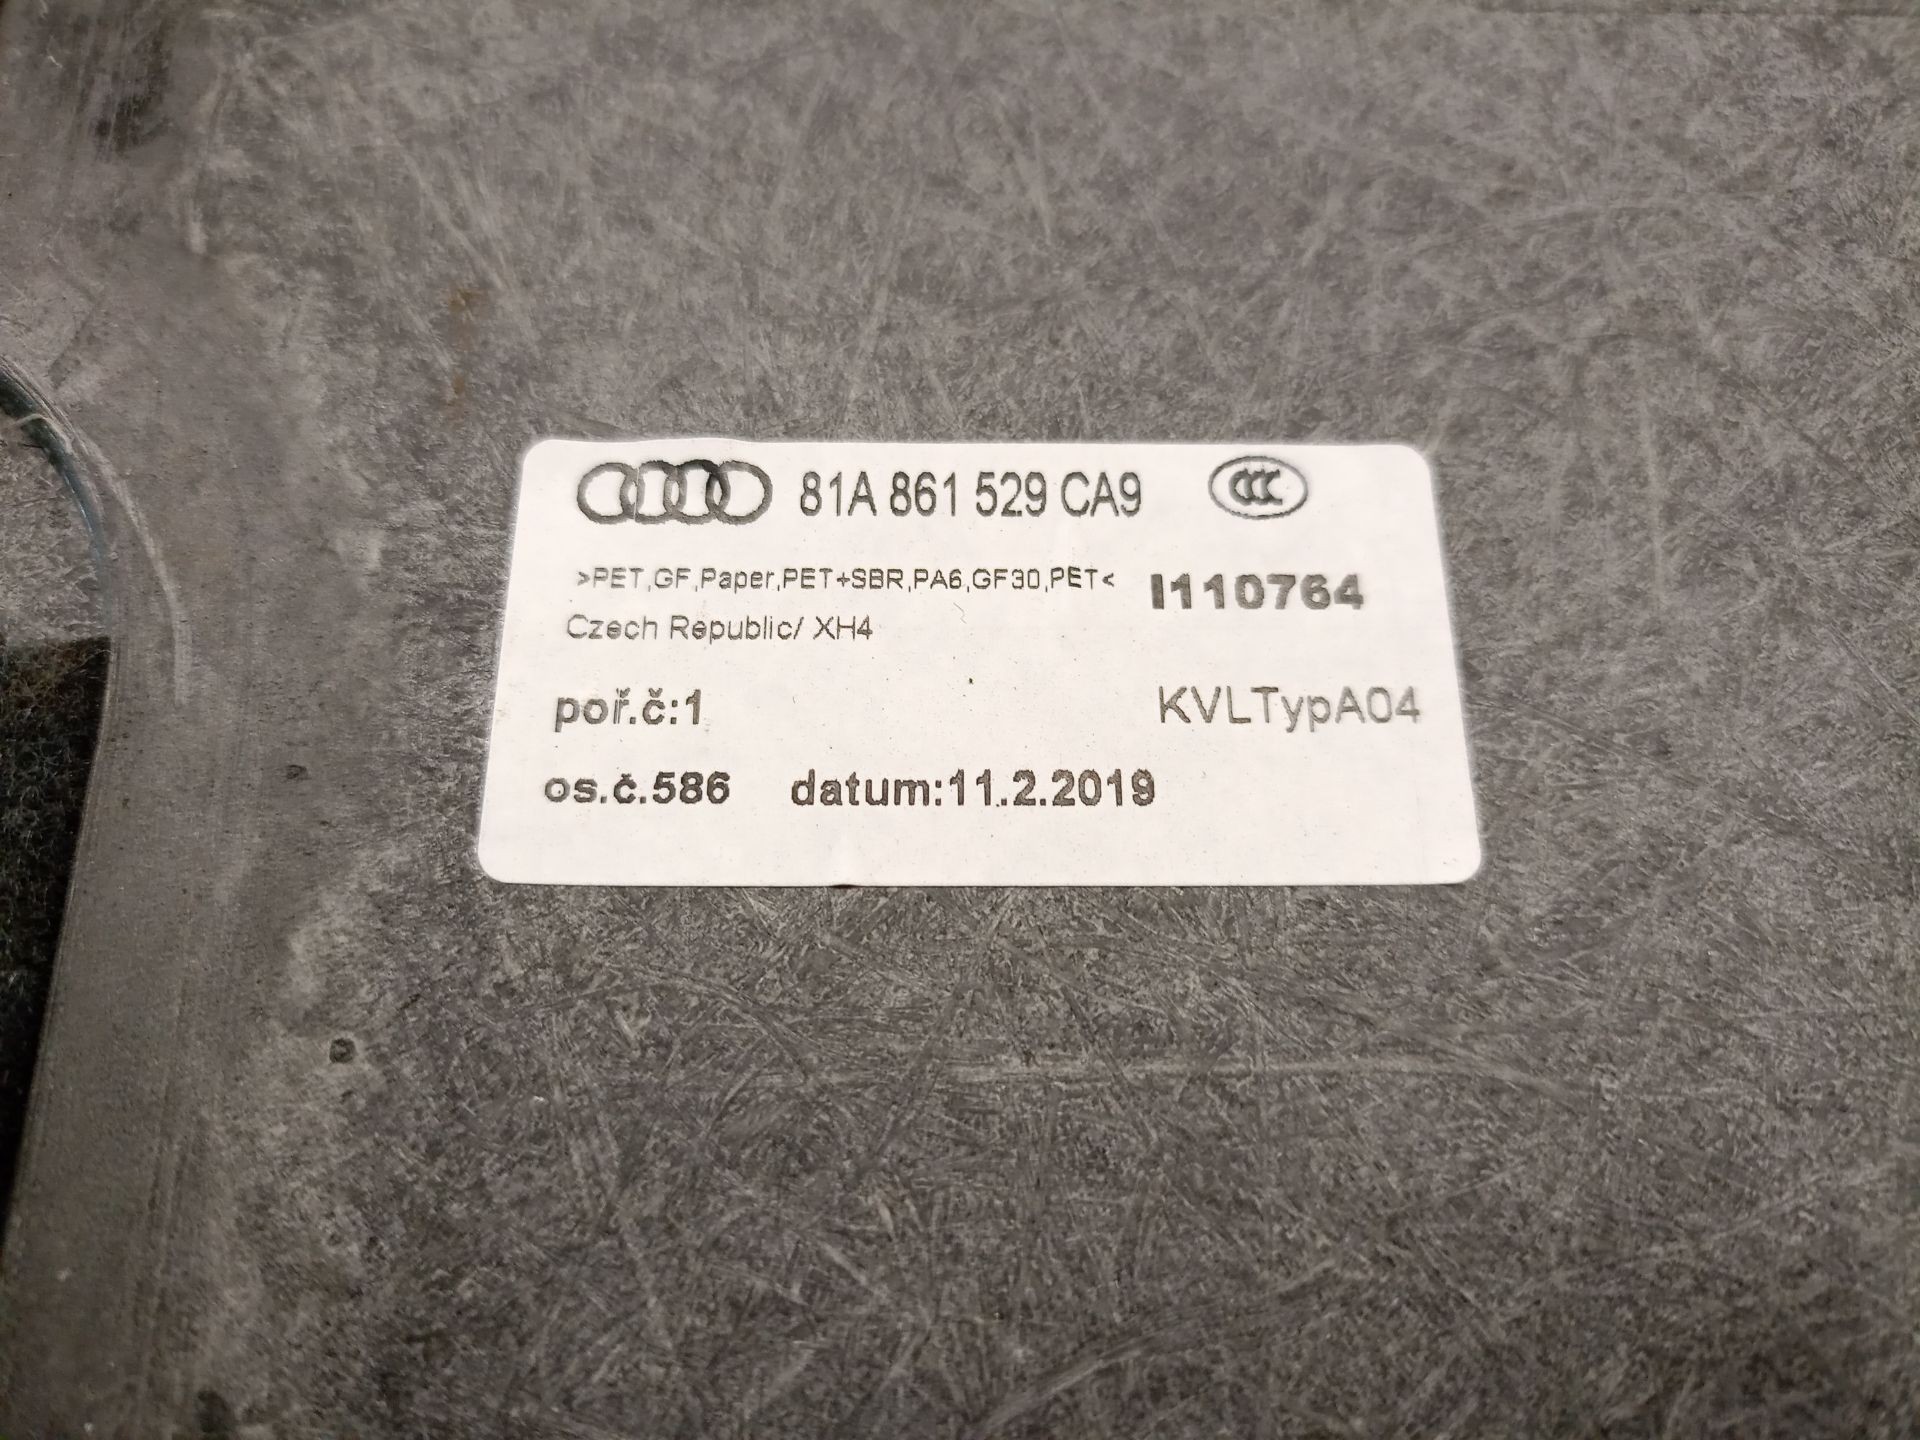 81A 861 529 CA9 CCC
>PET,GF,Paper,PET+SBR,PA6,GF30,PET< I110764
Czech Republic/ XH4
poř.č:1 KVLTypA04
os.č.586 datum:11.2.2019